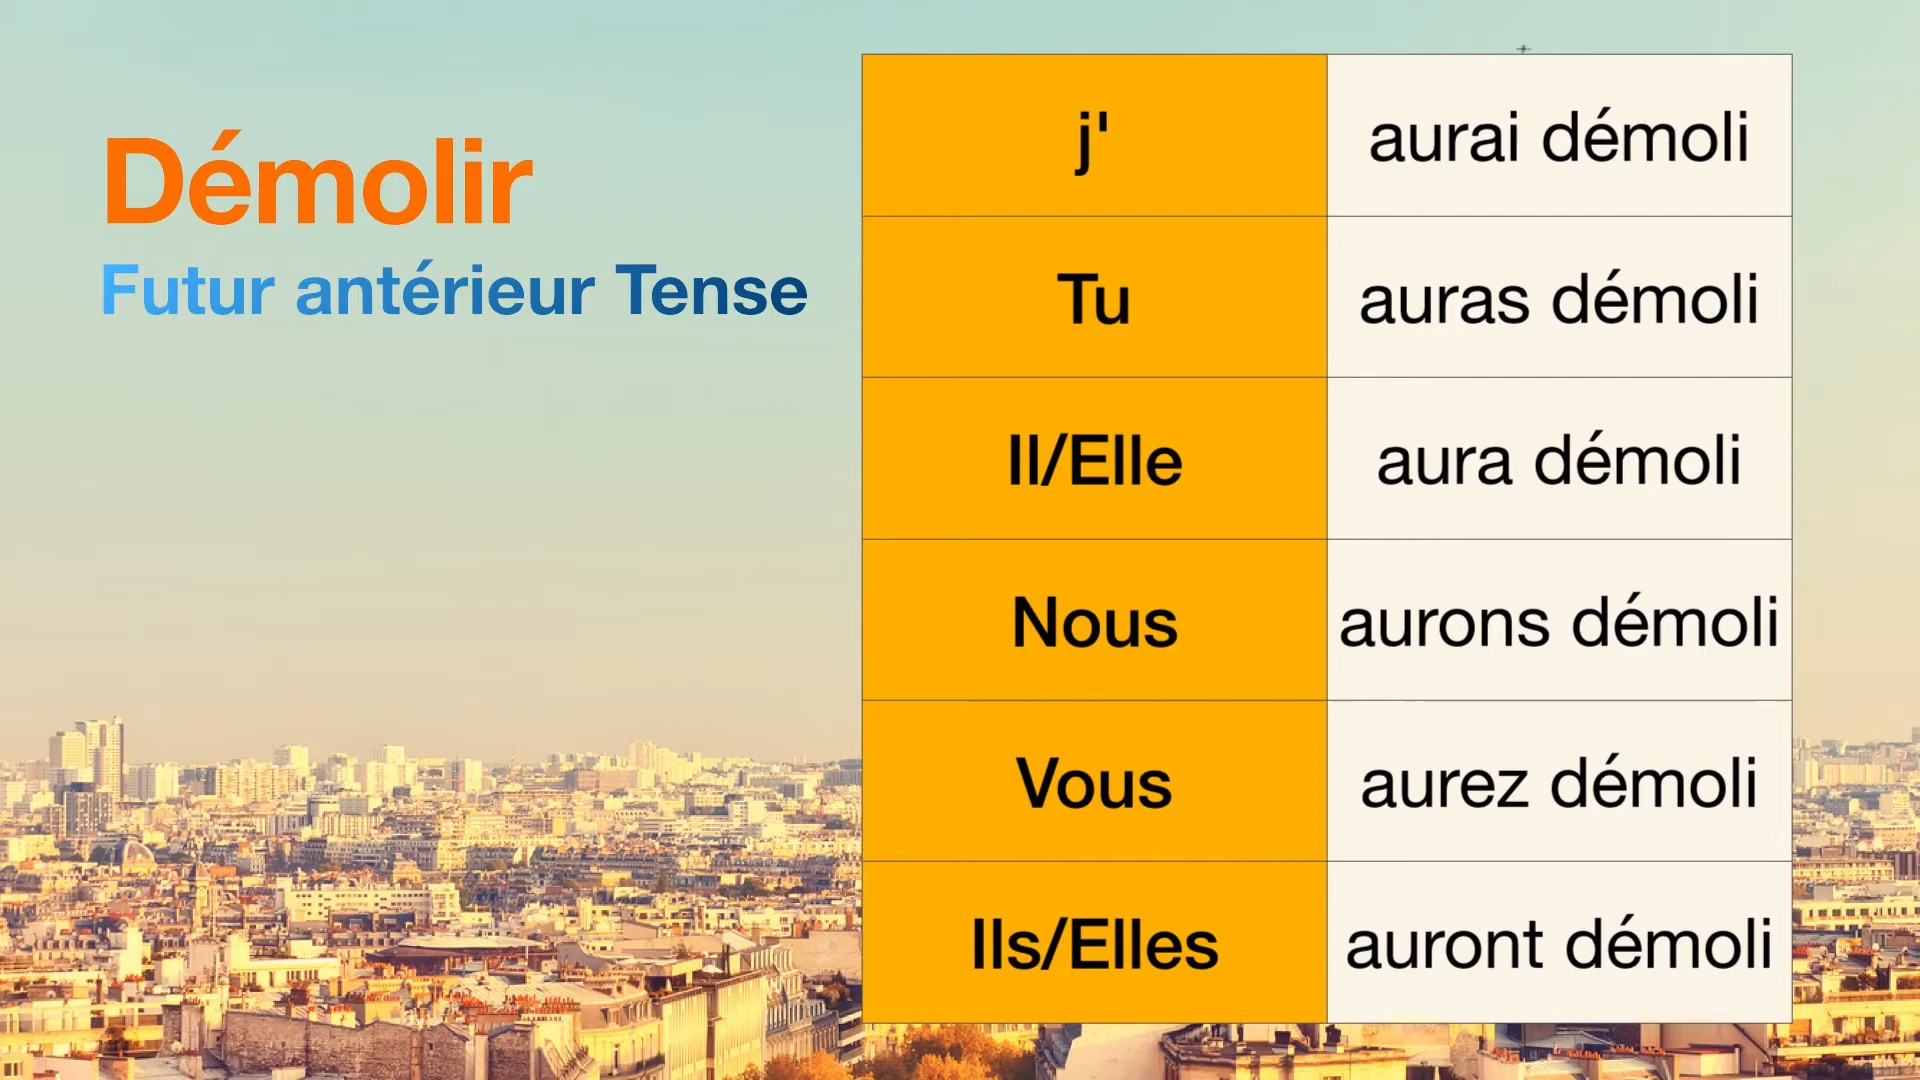 Démolir
Futur antérieur Tense
j' aurai démoli
Tu auras démoli
Il/Elle aura démoli
Nous aurons démoli
Vous aurez démoli
Ils/Elles auront démoli